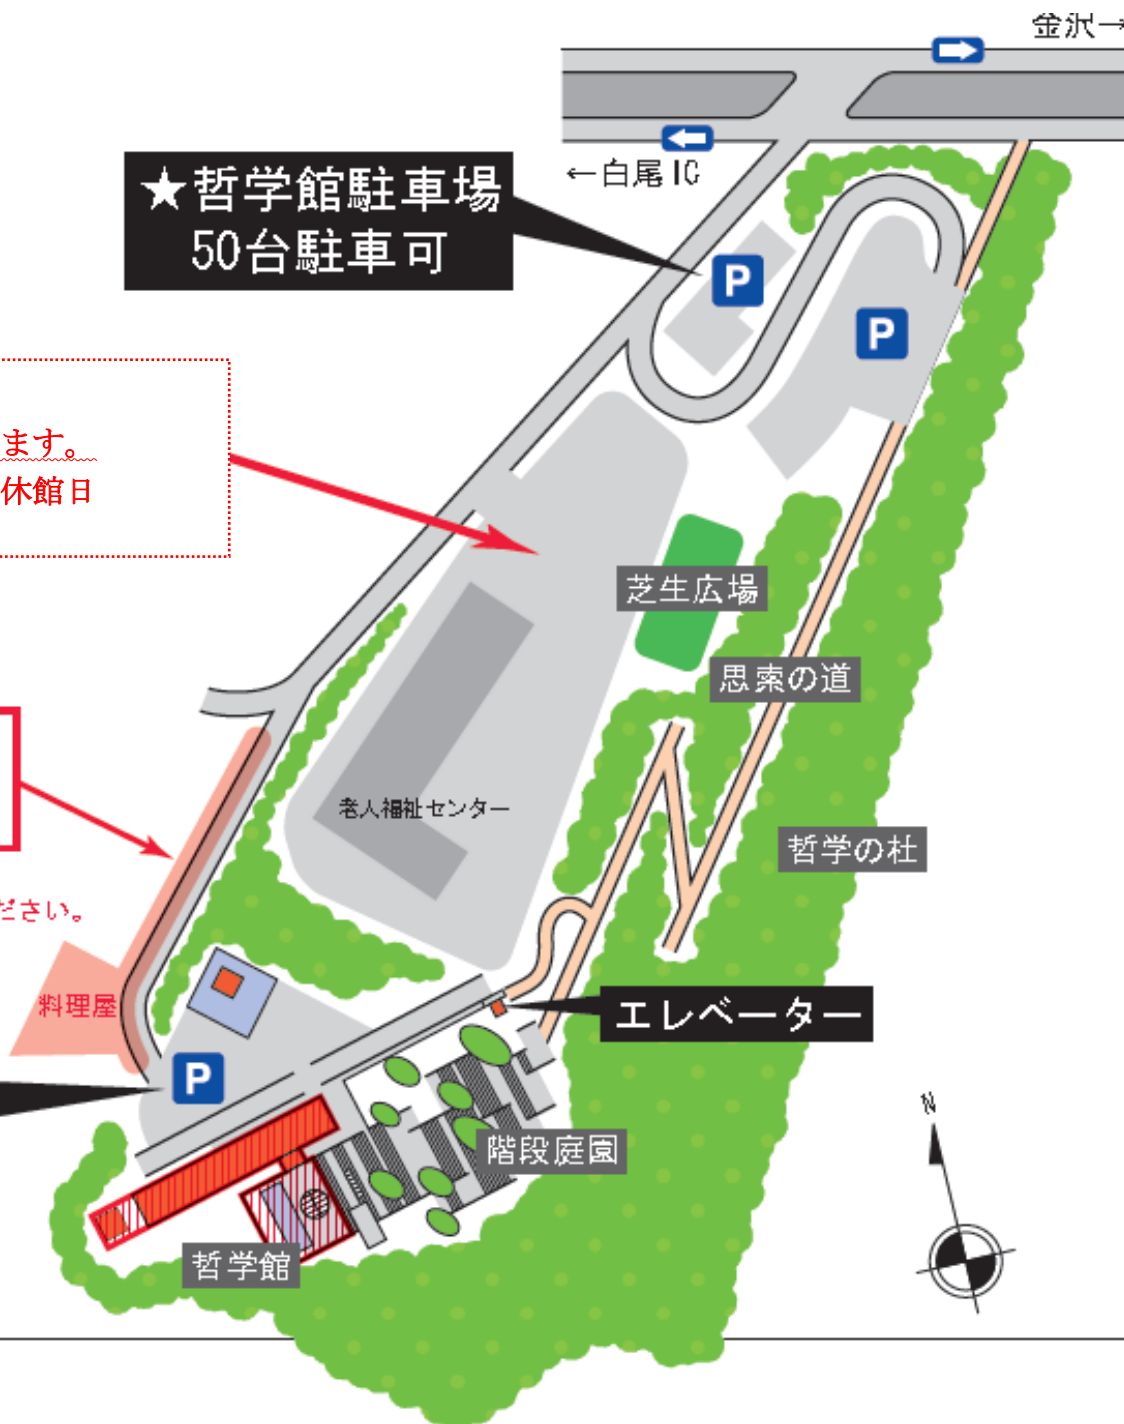 金沢→
←白尾IC
★哲学館駐車場
50台駐車可
P
P
ます。
休館日
芝生広場
思索の道
老人福祉センター
哲学の杜
ださい。
料理屋
エレベーター
P
階段庭園
哲学館
N